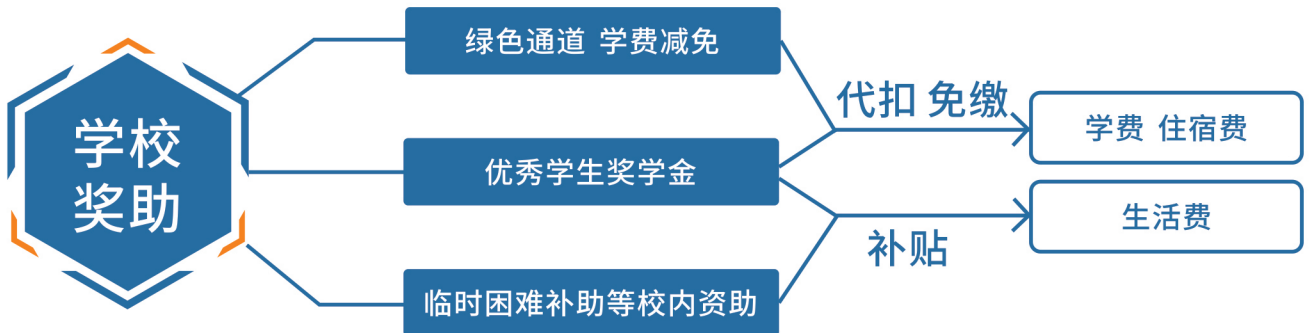 学校
奖助
绿色通道 学费减免
优秀学生奖学金
临时困难补助等校内资助
代扣 免缴
补贴
学费 住宿费
生活费